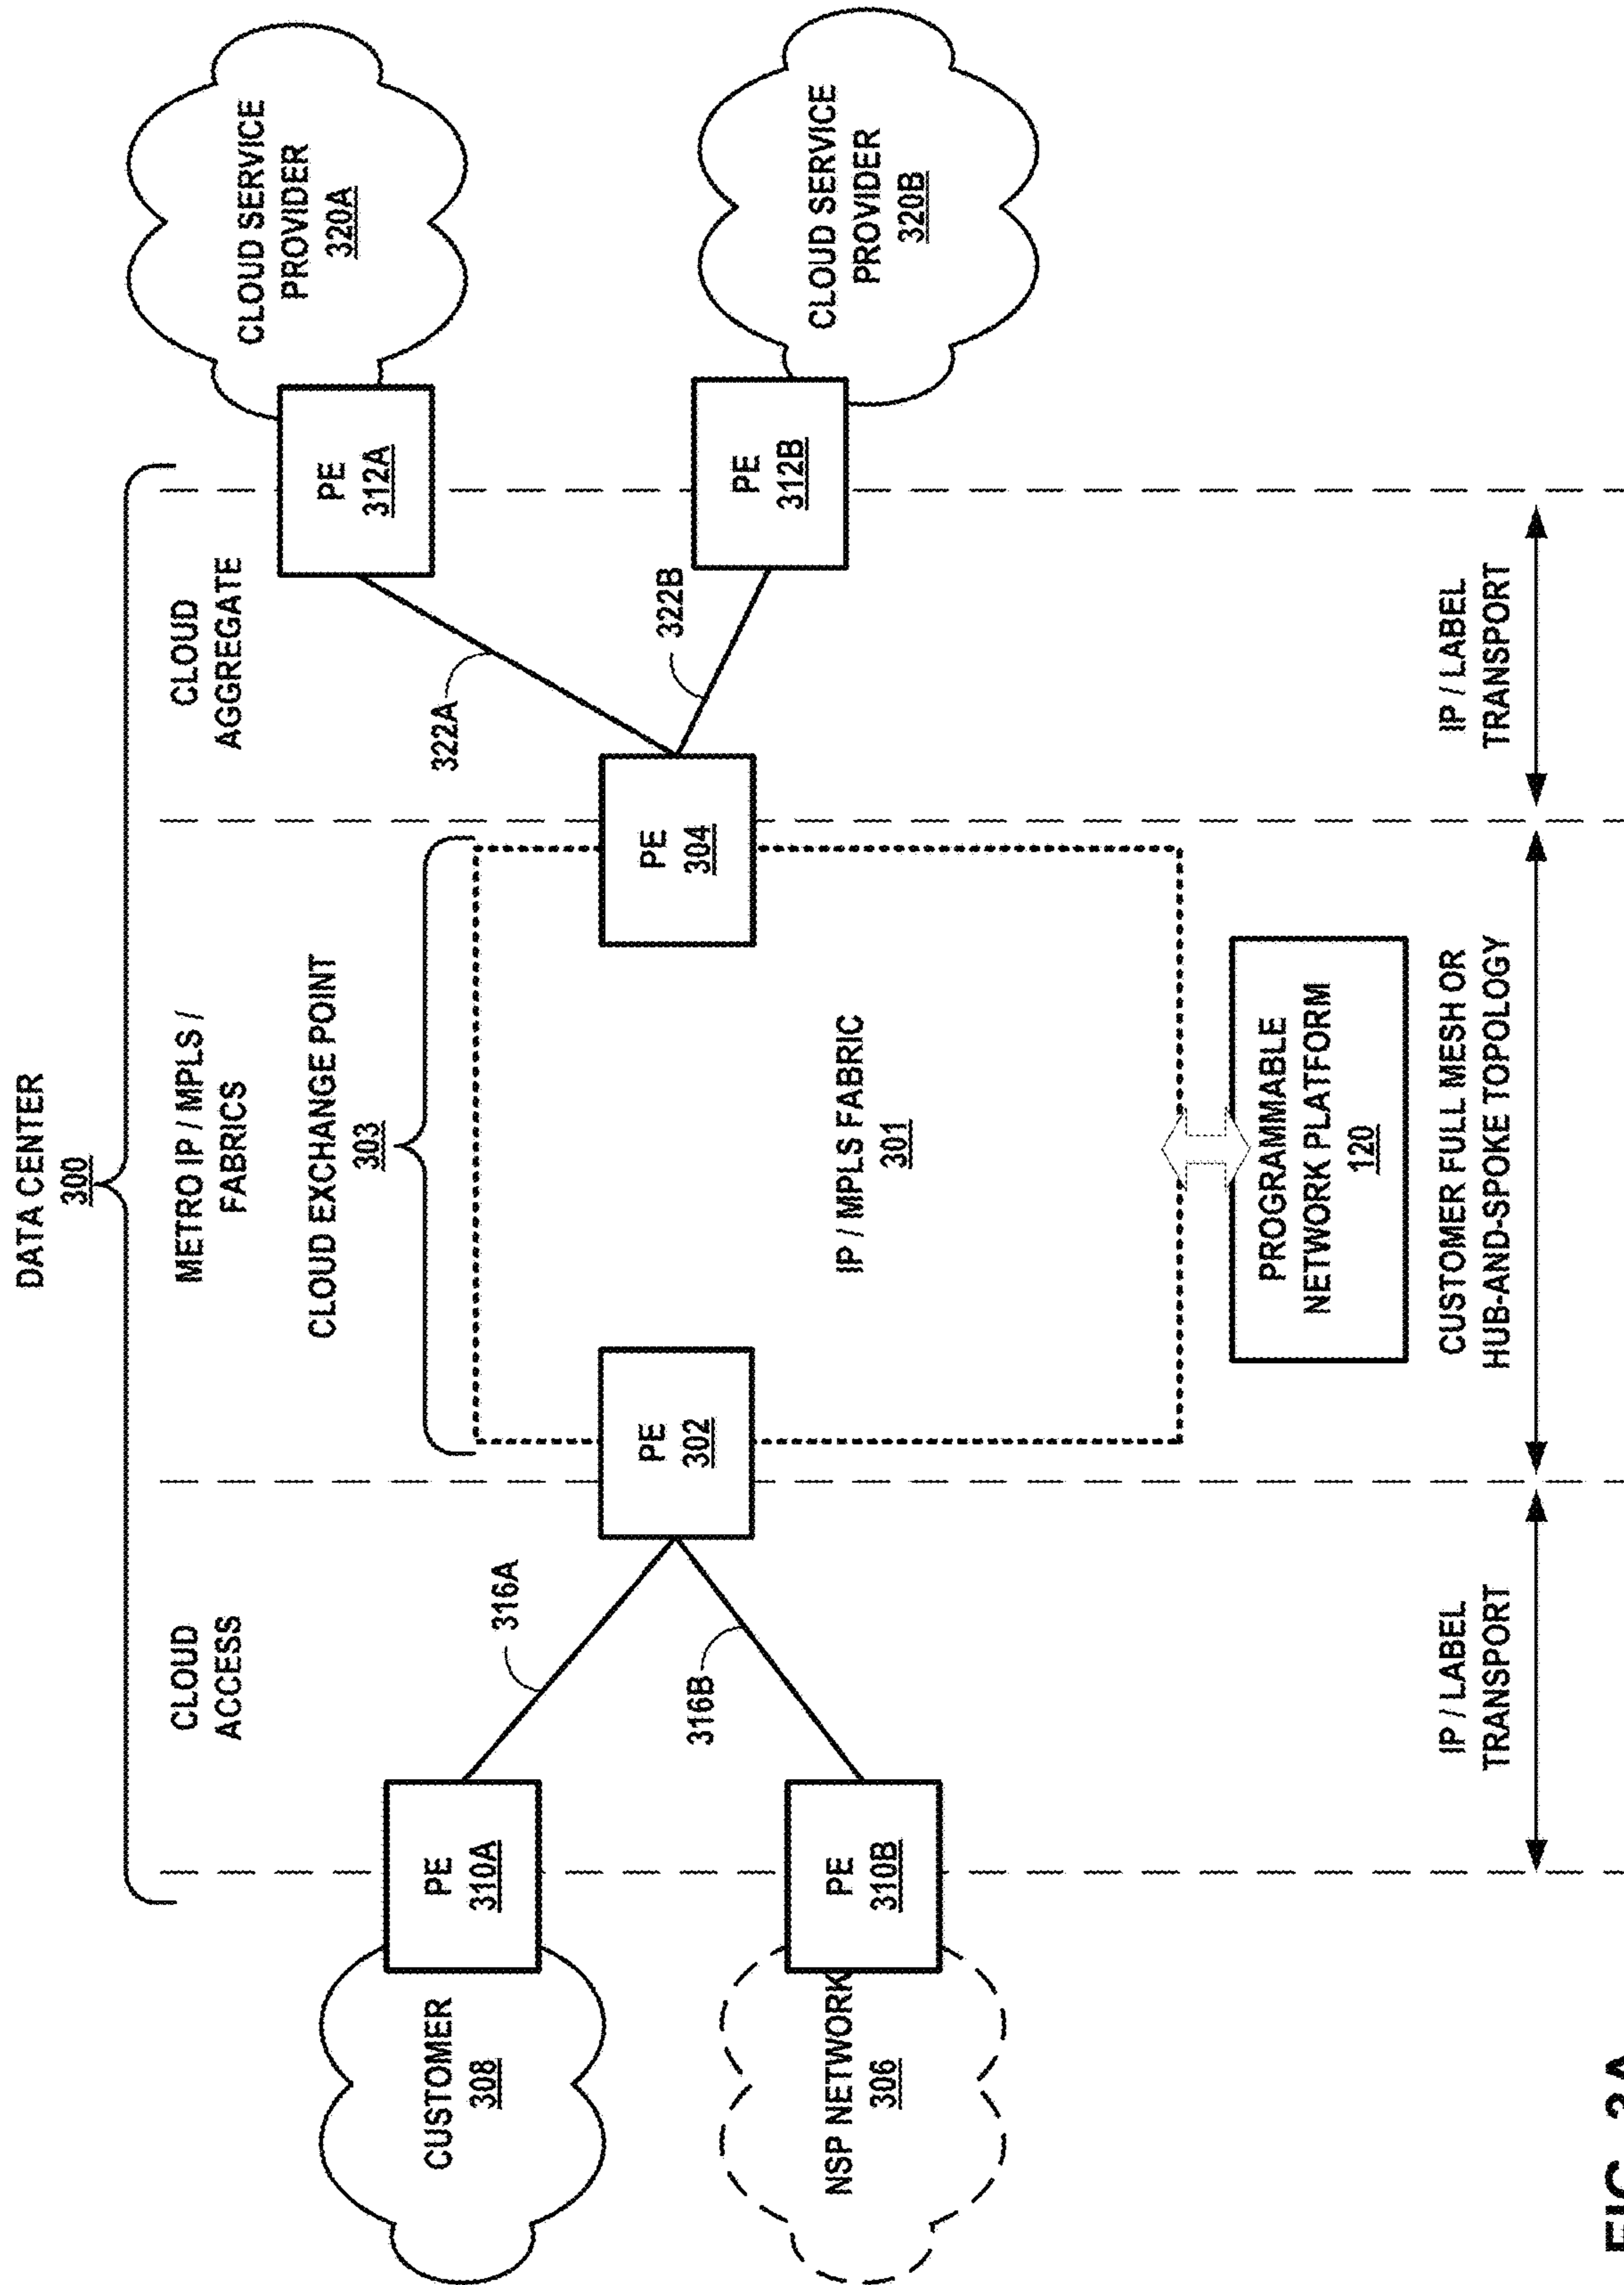 DATA CENTER
300
CLOUD
ACCESS
METRO IP / MPLS /
FABRICS
CLOUD
AGGREGATE
CLOUD EXCHANGE POINT
303
CUSTOMER
308
PE
310A
316A
PE
302
PE
304
322A
PE
312A
CLOUD SERVICE
PROVIDER
320A
NSP NETWORK
306
PE
310B
316B
IP / MPLS FABRIC
301
322B
PE
312B
CLOUD SERVICE
PROVIDER
320B
PROGRAMMABLE
NETWORK PLATFORM
120
IP / LABEL
TRANSPORT
CUSTOMER FULL MESH OR
HUB-AND-SPOKE TOPOLOGY
IP / LABEL
TRANSPORT
FIG. 3A